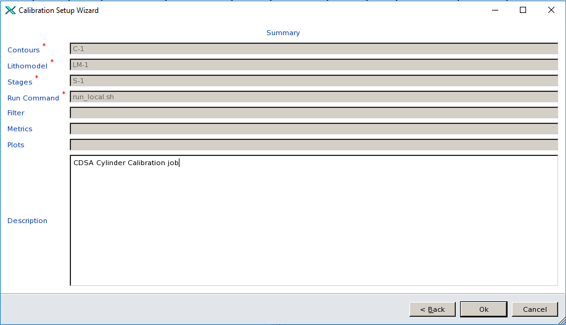 Calibration Setup Wizard
Summary
Contours * C-1
Lithomodel * LM-1
Stages * S-1
Run Command * run_local.sh
Filter
Metrics
Plots
CDSA Cylinder Calibration job
Description
< Back Ok Cancel